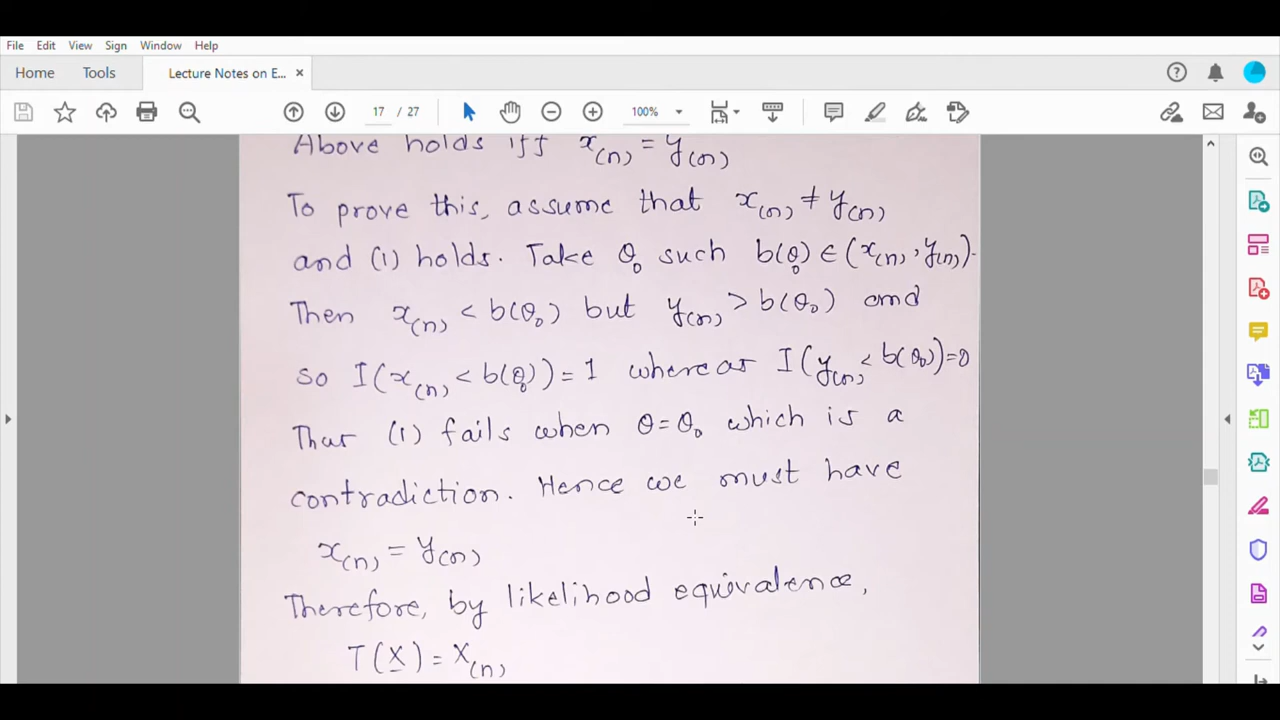 File Edit View Sign Window Help
Home Tools Lecture Notes on E... ×
17 / 27 100%
Above holds iff x(n) = y(n)
To prove this, assume that x(n) ≠ y(n)
and (1) holds. Take θ₀ such b(θ₀) ∈ (x(n), y(n)).
Then x(n) < b(θ₀) but y(n) > b(θ₀) and
so I(x(n) < b(θ₀)) = 1 whereas I(y(n) < b(θ₀)) = 0
Thus (1) fails when θ = θ₀ which is a
contradiction. Hence we must have
x(n) = y(n)
Therefore, by likelihood equivalence,
T(X) = X(n)